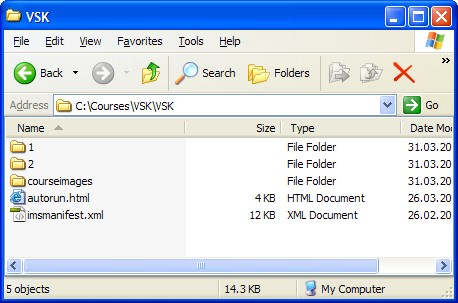 VSK
File Edit View Favorites Tools Help
Back Search Folders »
Address C:\Courses\VSK\VSK Go
Name Size Type Date Mo
1 File Folder 31.03.20
2 File Folder 31.03.20
courseimages File Folder 31.03.20
autorun.html 4 KB HTML Document 26.03.20
imsmanifest.xml 12 KB XML Document 26.02.20
5 objects 14.3 KB My Computer